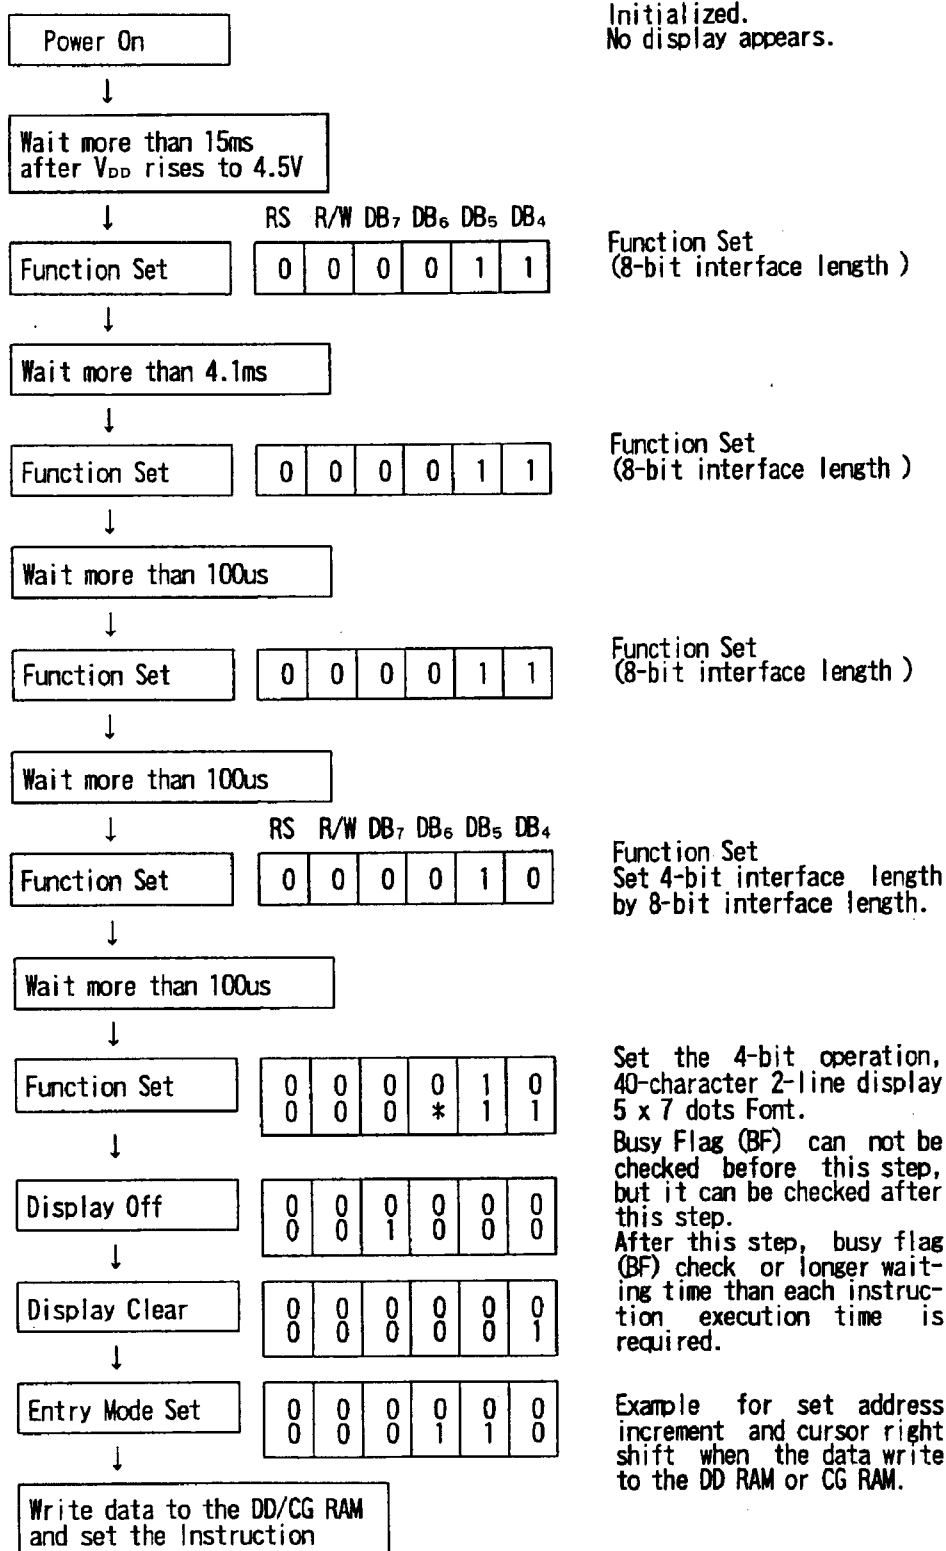 Power On
Initialized.
No display appears.
↓
Wait more than 15ms
after VDD rises to 4.5V
↓
RS R/W DB7 DB6 DB5 DB4
Function Set 0 0 0 0 1 1
Function Set
(8-bit interface length )
↓
Wait more than 4.1ms
↓
Function Set 0 0 0 0 1 1
Function Set
(8-bit interface length )
↓
Wait more than 100us
↓
Function Set 0 0 0 0 1 1
Function Set
(8-bit interface length )
↓
Wait more than 100us
↓
RS R/W DB7 DB6 DB5 DB4
Function Set 0 0 0 0 1 0
Function Set
Set 4-bit interface length
by 8-bit interface length.
↓
Wait more than 100us
↓
Function Set 0 0 0 0 1 0
0 0 0 * 1 1
Set the 4-bit operation,
40-character 2-line display
5 x 7 dots Font.
Busy Flag (BF) can not be
checked before this step,
but it can be checked after
this step.
After this step, busy flag
(BF) check or longer wait-
ing time than each instruc-
tion execution time is
required.
↓
Display Off 0 0 0 0 0 0
0 0 1 0 0 0
↓
Display Clear 0 0 0 0 0 0
0 0 0 0 0 1
↓
Entry Mode Set 0 0 0 0 0 0
0 0 0 1 1 0
Example for set address
increment and cursor right
shift when the data write
to the DD RAM or CG RAM.
↓
Write data to the DD/CG RAM
and set the Instruction